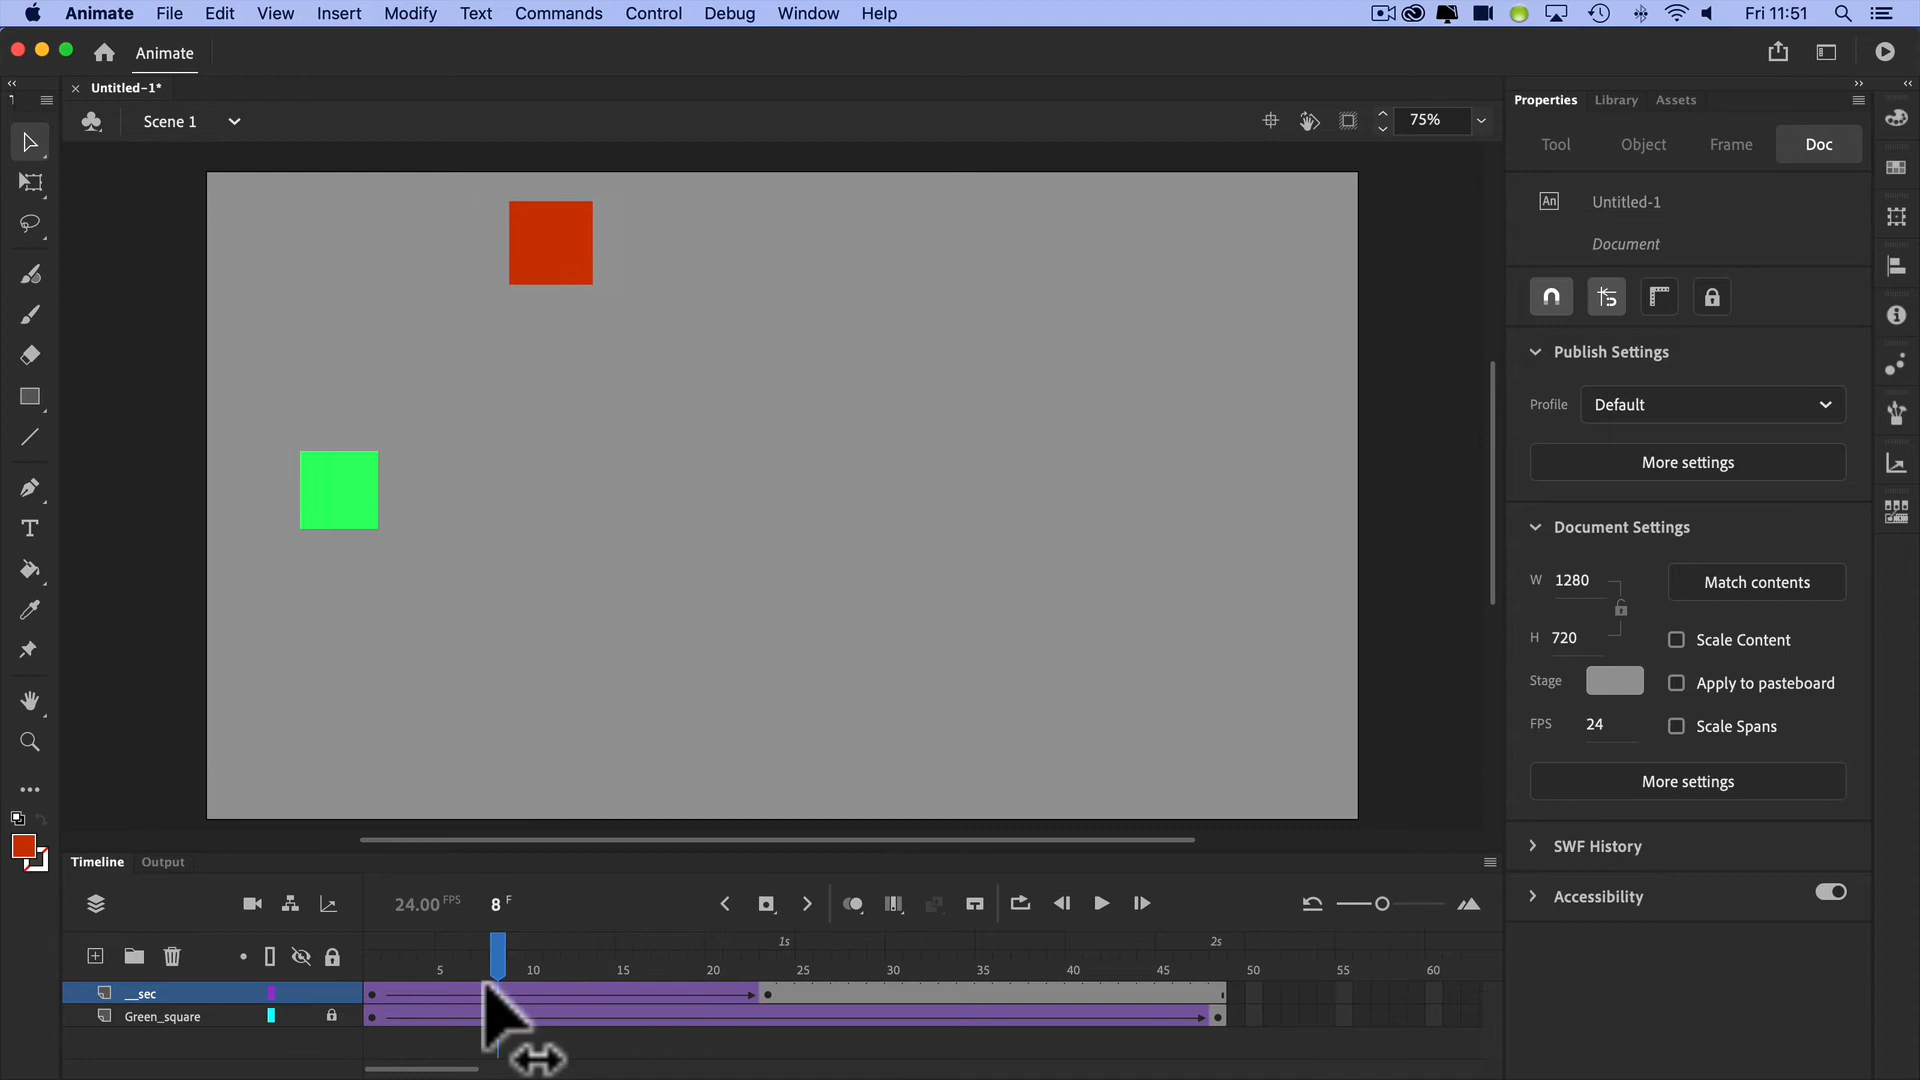 Animate File Edit View Insert Modify Text Commands Control Debug Window Help Fri 11:51
Animate
Untitled-1*
Scene 1 75%
Properties Library Assets
Tool Object Frame Doc
An Untitled-1
Document
Publish Settings
Profile Default
More settings
Document Settings
W 1280 Match contents
H 720 Scale Content
Stage Apply to pasteboard
FPS 24 Scale Spans
More settings
SWF History
Accessibility
Timeline Output
24.00 FPS 8 F
1s 2s
5 10 15 20 25 30 35 40 45 50 55 60
__sec
Green_square